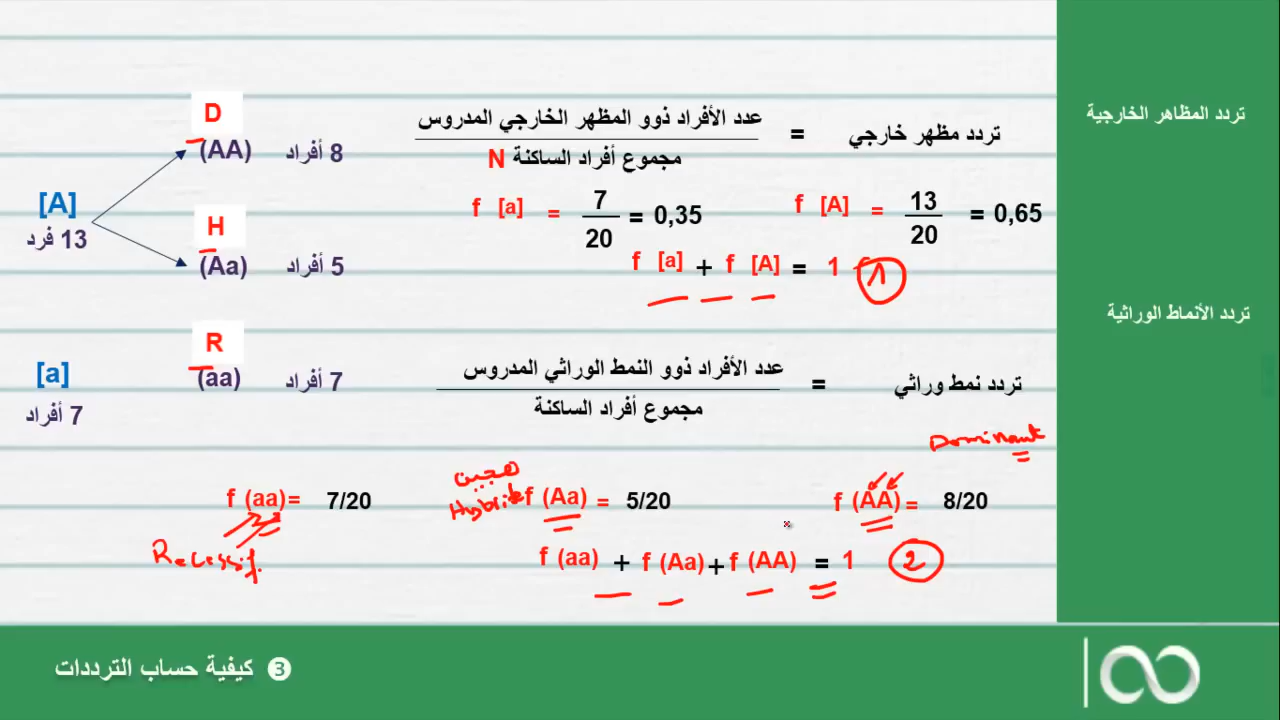 تردد المظاهر الخارجية
تردد مظهر خارجي = عدد الأفراد ذوو المظهر الخارجي المدروس
مجموع أفراد الساكنة N
D
(AA) 8 أفراد
[A]
13 فرد
H
(Aa) 5 أفراد
f [A] = 13/20 = 0,65
f [a] = 7/20 = 0,35
f [a] + f [A] = 1 ①
تردد الأنماط الوراثية
R
(aa) 7 أفراد
[a]
7 أفراد
تردد نمط وراثي = عدد الأفراد ذوو النمط الوراثي المدروس
مجموع أفراد الساكنة
Dominant
f (AA) = 8/20
هجين
Hybride
f (Aa) = 5/20
f (aa) = 7/20
Recessif
f (aa) + f (Aa) + f (AA) = 1 ②
❸ كيفية حساب الترددات